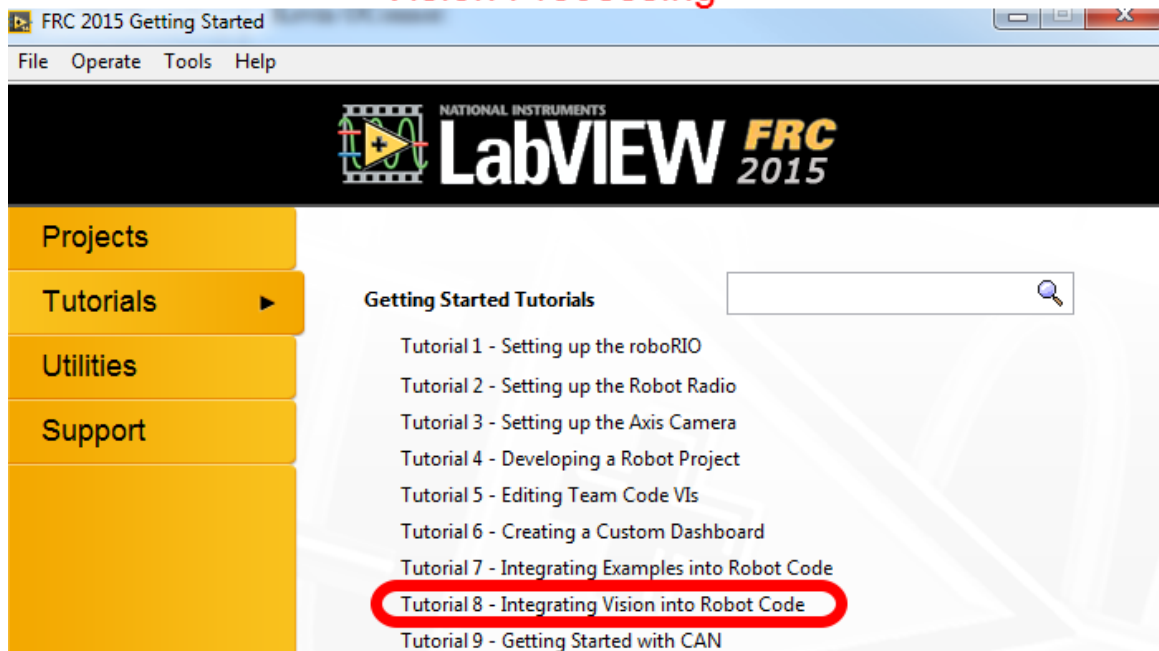 FRC 2015 Getting Started
File Operate Tools Help
NATIONAL INSTRUMENTS
LabVIEW FRC 2015
Projects
Tutorials
Utilities
Support
Getting Started Tutorials
Tutorial 1 - Setting up the roboRIO
Tutorial 2 - Setting up the Robot Radio
Tutorial 3 - Setting up the Axis Camera
Tutorial 4 - Developing a Robot Project
Tutorial 5 - Editing Team Code VIs
Tutorial 6 - Creating a Custom Dashboard
Tutorial 7 - Integrating Examples into Robot Code
Tutorial 8 - Integrating Vision into Robot Code
Tutorial 9 - Getting Started with CAN